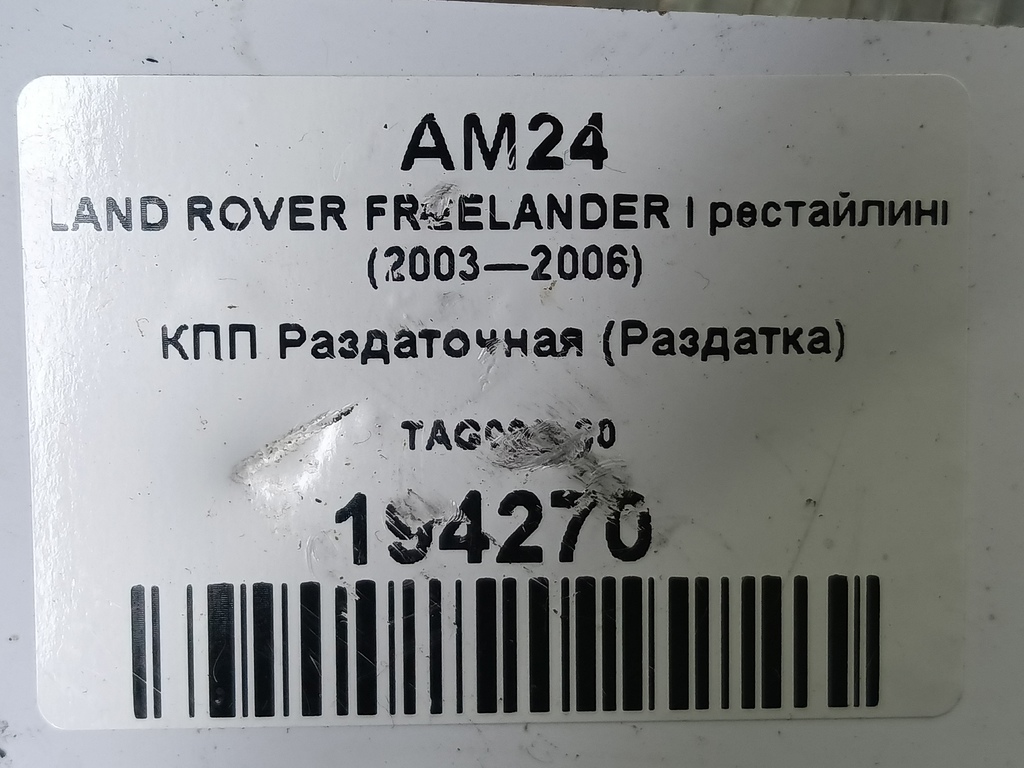 AM24
LAND ROVER FREELANDER I рестайлинг
(2003—2006)
КПП Раздаточная (Раздатка)
194270